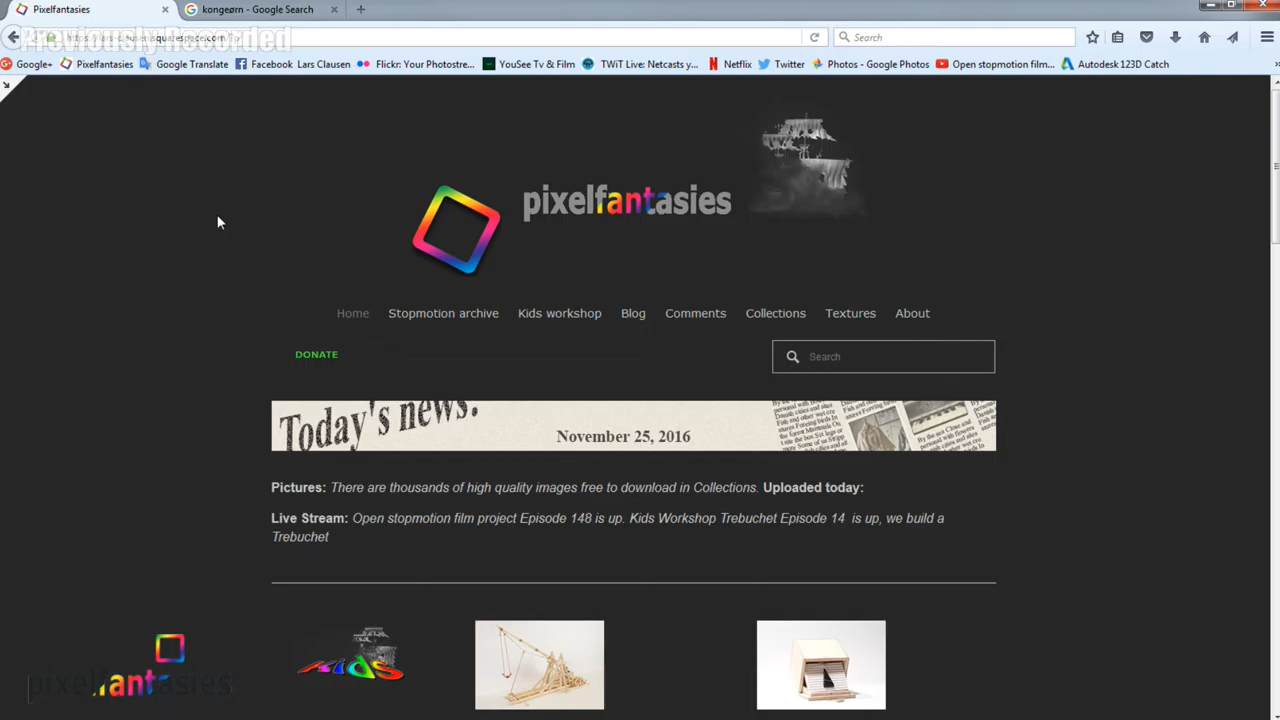 Pixelfantasies
kongeørn - Google Search
Previously Recorded
Search
Google+
Pixelfantasies
Google Translate
Facebook Lars Clausen
Flickr: Your Photostre...
YouSee Tv & Film
TWiT Live: Netcasts y...
Netflix
Twitter
Photos - Google Photos
Open stopmotion film...
Autodesk 123D Catch
pixelfantasies
Home
Stopmotion archive
Kids workshop
Blog
Comments
Collections
Textures
About
DONATE
Search
Today's news.
November 25, 2016
Pictures: There are thousands of high quality images free to download in Collections. Uploaded today:
Live Stream: Open stopmotion film project Episode 148 is up. Kids Workshop Trebuchet Episode 14 is up, we build a
Trebuchet
pixelfantasies
kids